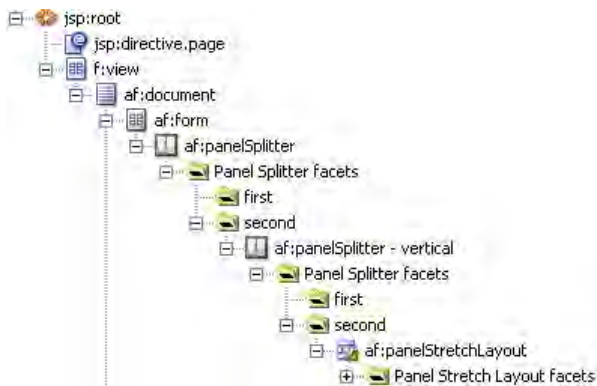 jsp:root
jsp:directive.page
f:view
af:document
af:form
af:panelSplitter
Panel Splitter facets
first
second
af:panelSplitter - vertical
Panel Splitter facets
first
second
af:panelStretchLayout
Panel Stretch Layout facets